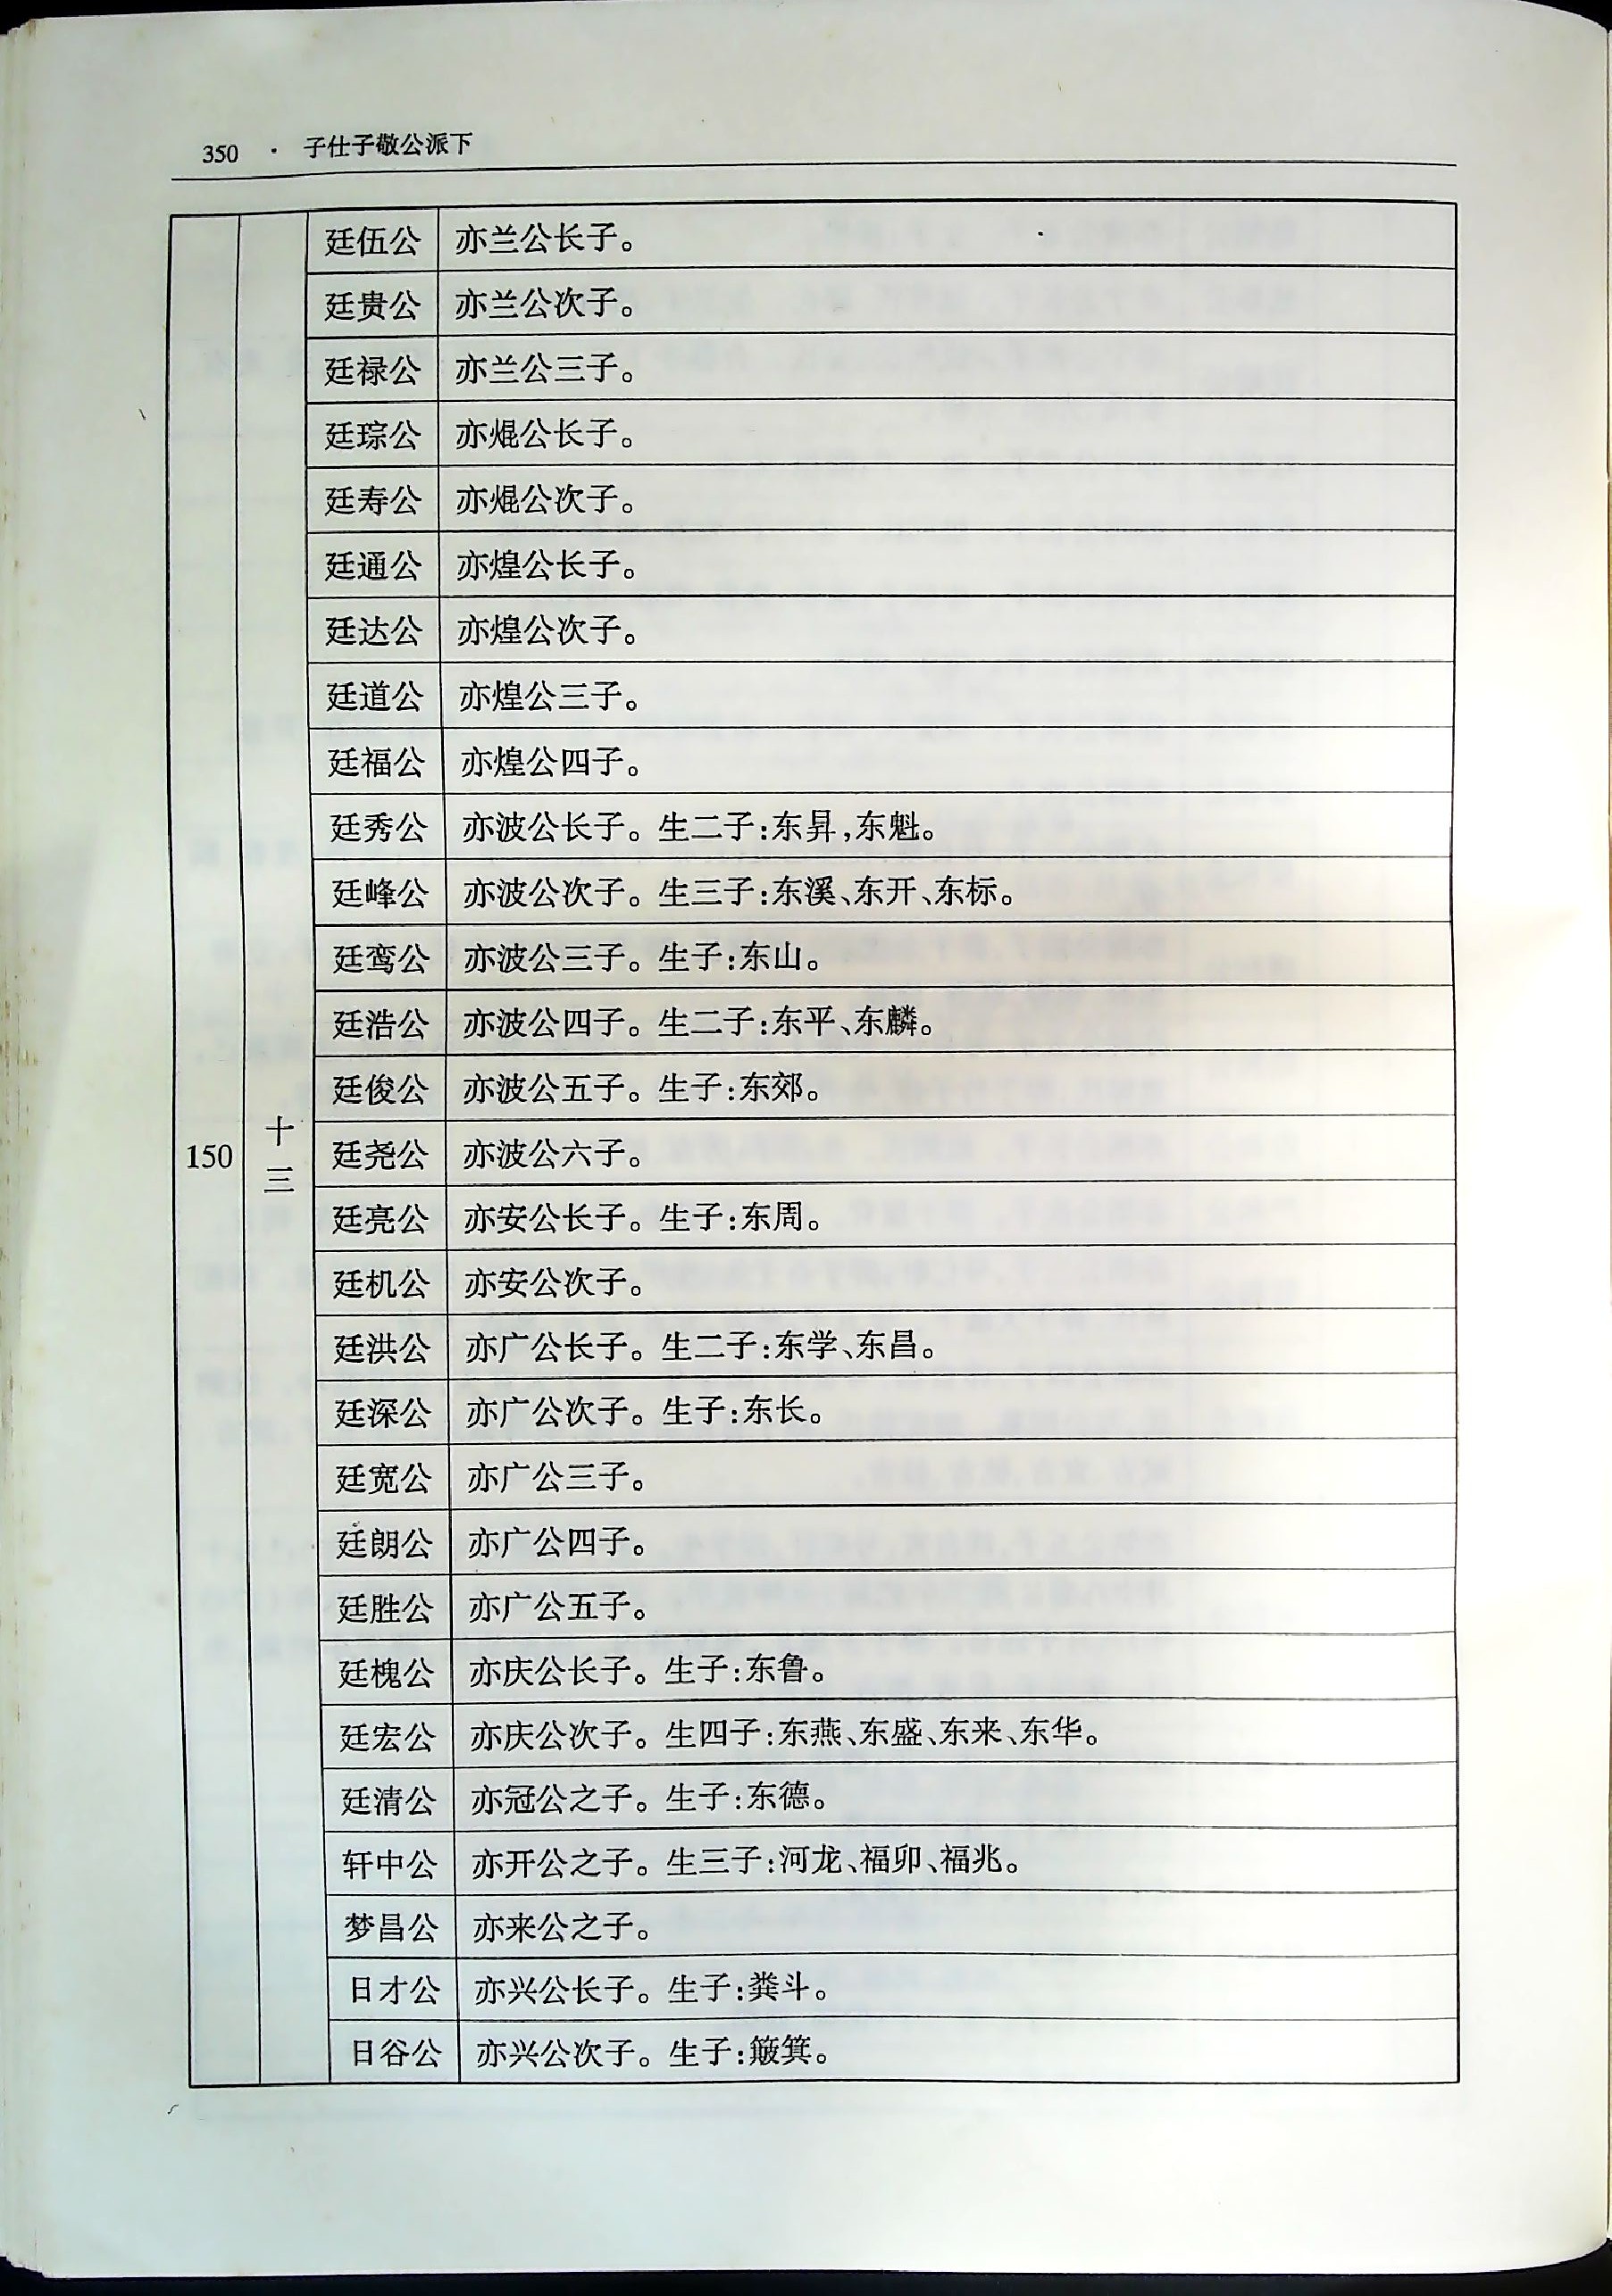 350 · 子仕子敬公派下
廷伍公 亦兰公长子。
廷贵公 亦兰公次子。
廷禄公 亦兰公三子。
廷琮公 亦焜公长子。
廷寿公 亦焜公次子。
廷通公 亦煌公长子。
廷达公 亦煌公次子。
廷道公 亦煌公三子。
廷福公 亦煌公四子。
廷秀公 亦波公长子。生二子:东昇,东魁。
廷峰公 亦波公次子。生三子:东溪、东开、东标。
廷鸾公 亦波公三子。生子:东山。
廷浩公 亦波公四子。生二子:东平、东麟。
廷俊公 亦波公五子。生子:东郊。
150 十三 廷尧公 亦波公六子。
廷亮公 亦安公长子。生子:东周。
廷机公 亦安公次子。
廷洪公 亦广公长子。生二子:东学、东昌。
廷深公 亦广公次子。生子:东长。
廷宽公 亦广公三子。
廷朗公 亦广公四子。
廷胜公 亦广公五子。
廷槐公 亦庆公长子。生子:东鲁。
廷宏公 亦庆公次子。生四子:东燕、东盛、东来、东华。
廷清公 亦冠公之子。生子:东德。
轩中公 亦开公之子。生三子:河龙、福卯、福兆。
梦昌公 亦来公之子。
日才公 亦兴公长子。生子:粪斗。
日谷公 亦兴公次子。生子:簸箕。